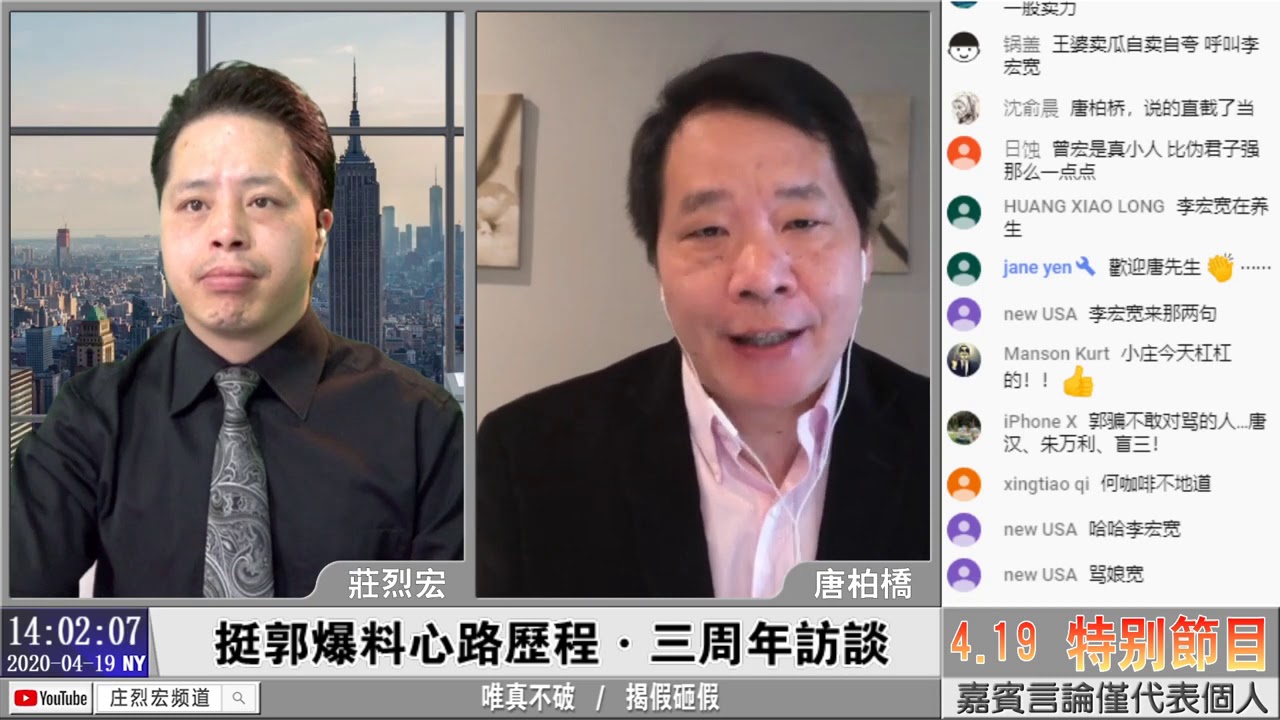 莊烈宏
唐柏橋
14:02:07
2020-04-19 NY
挺郭爆料心路歷程·三周年訪談
YouTube
庄烈宏频道
唯真不破 / 揭假砸假
一股卖力
锅盖 王婆卖瓜自卖自夸 呼叫李
宏宽
沈俞晨 唐柏桥，说的直截了当
日蚀 曾宏是真小人 比伪君子强
那么一点点
HUANG XIAO LONG 李宏宽在养
生
jane yen 歡迎唐先生 👏 ……
new USA 李宏宽来那两句
Manson Kurt 小庄今天杠杠
的！！ 👍
iPhone X 郭骗不敢对骂的人...唐
汉、朱万利、盲三！
xingtiao qi 何咖啡不地道
new USA 哈哈李宏宽
new USA 骂娘宽
4.19 特别節目
嘉賓言論僅代表個人